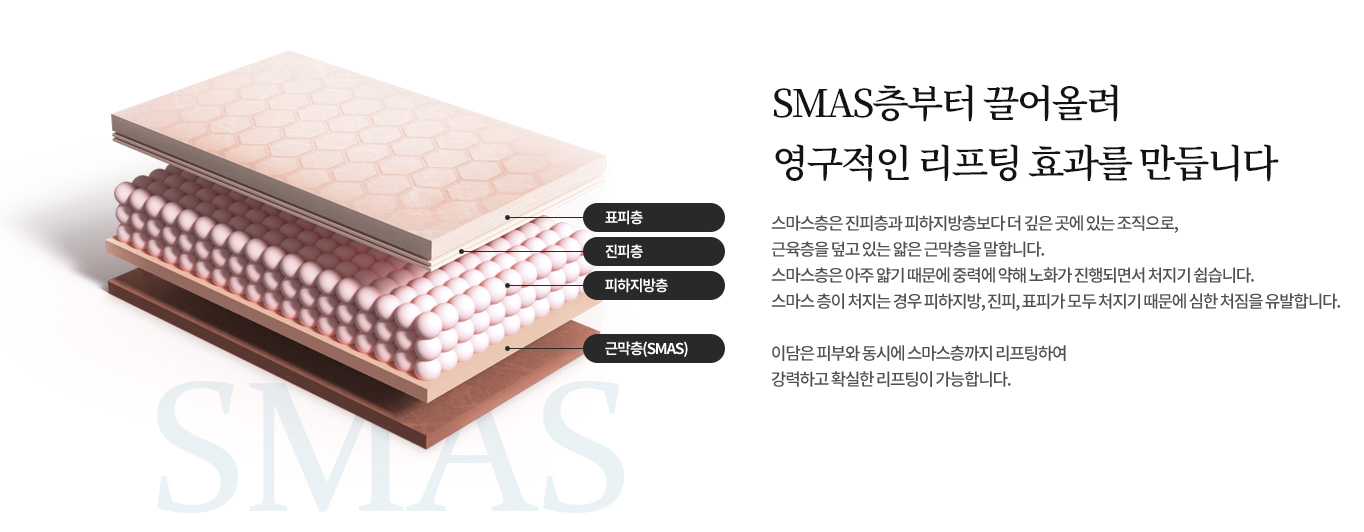 SMAS층부터 끌어올려
영구적인 리프팅 효과를 만듭니다
스마스층은 진피층과 피하지방층보다 더 깊은 곳에 있는 조직으로,
근육층을 덮고 있는 얇은 근막층을 말합니다.
스마스층은 아주 얇기 때문에 중력에 약해 노화가 진행되면서 처지기 쉽습니다.
스마스 층이 처지는 경우 피하지방, 진피, 표피가 모두 처지기 때문에 심한 처짐을 유발합니다.
이담은 피부와 동시에 스마스층까지 리프팅하여
강력하고 확실한 리프팅이 가능합니다.
표피층
진피층
피하지방층
근막층(SMAS)
SMAS